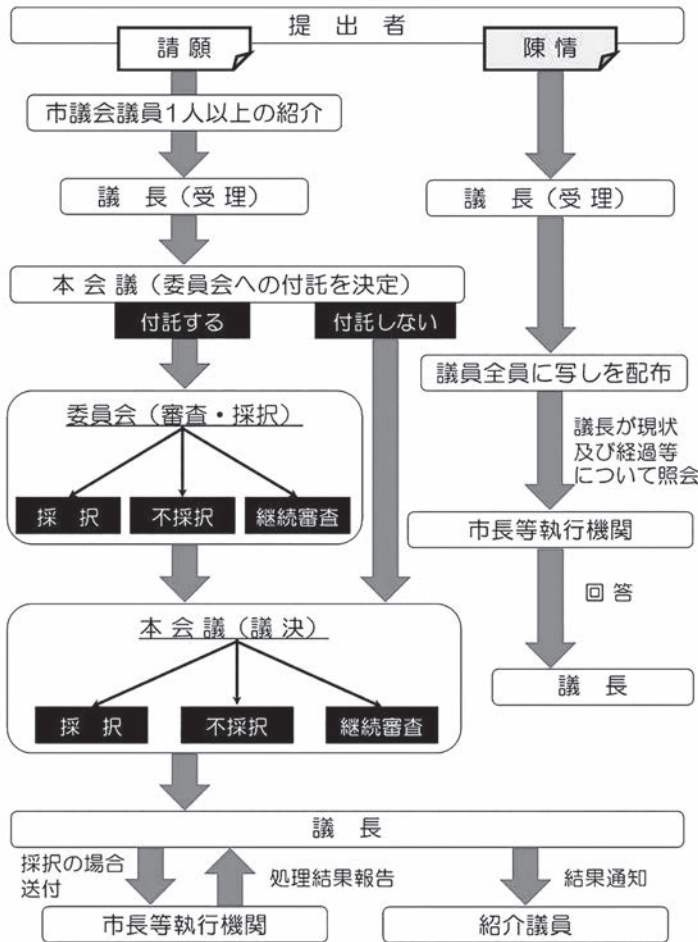 提出者
請願
市議会議員1人以上の紹介
議長（受理）
本会議（委員会への付託を決定）
付託する
付託しない
委員会（審査・採択）
採択
不採択
継続審査
本会議（議決）
採択
不採択
継続審査
議長
採択の場合
送付
処理結果報告
結果通知
市長等執行機関
紹介議員
陳情
議長（受理）
議員全員に写しを配布
議長が現状
及び経過等
について照会
市長等執行機関
回答
議長